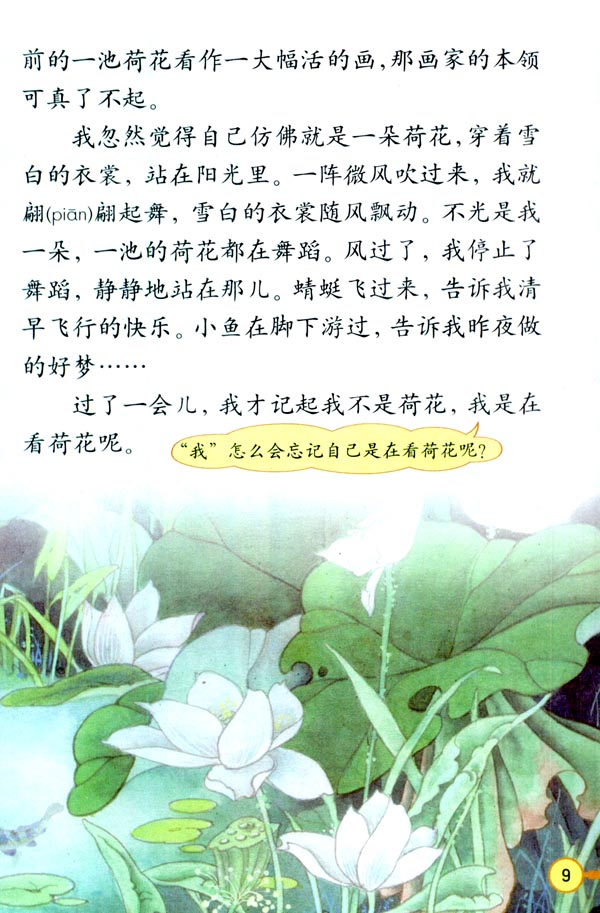 前的一池荷花看作一大幅活的画，那画家的本领
可真了不起。
我忽然觉得自己仿佛就是一朵荷花，穿着雪
白的衣裳，站在阳光里。一阵微风吹过来，我就
翩(piān)翩起舞，雪白的衣裳随风飘动。不光是我
一朵，一池的荷花都在舞蹈。风过了，我停止了
舞蹈，静静地站在那儿。蜻蜓飞过来，告诉我清
早飞行的快乐。小鱼在脚下游过，告诉我昨夜做
的好梦……
过了一会儿，我才记起我不是荷花，我是在
看荷花呢。
“我”怎么会忘记自己是在看荷花呢？
9